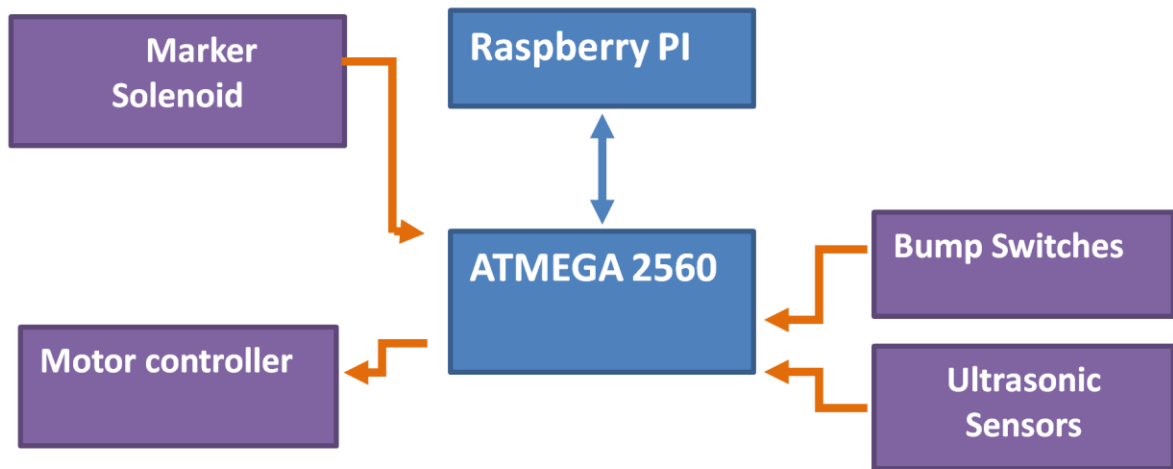 Marker
Solenoid
Raspberry PI
ATMEGA 2560
Bump Switches
Motor controller
Ultrasonic
Sensors